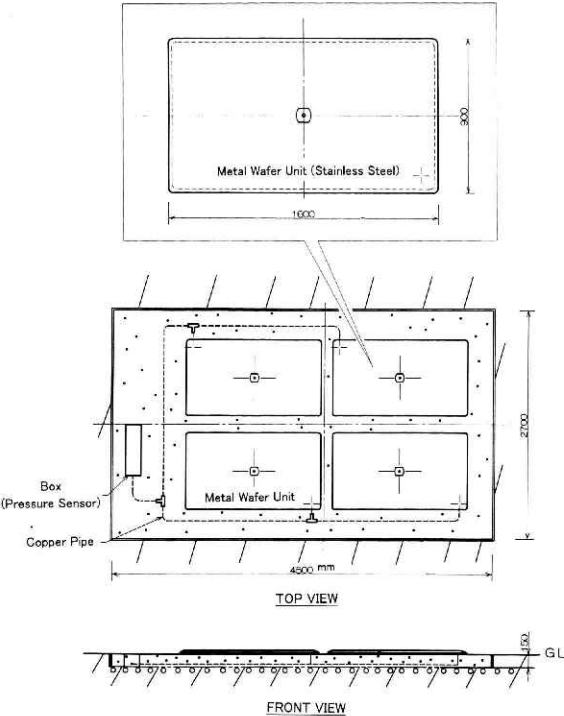 900
Metal Wafer Unit (Stainless Steel)
1600
2700
Box
(Pressure Sensor)
Metal Wafer Unit
Copper Pipe
4500 mm
TOP VIEW
150
GL
FRONT VIEW